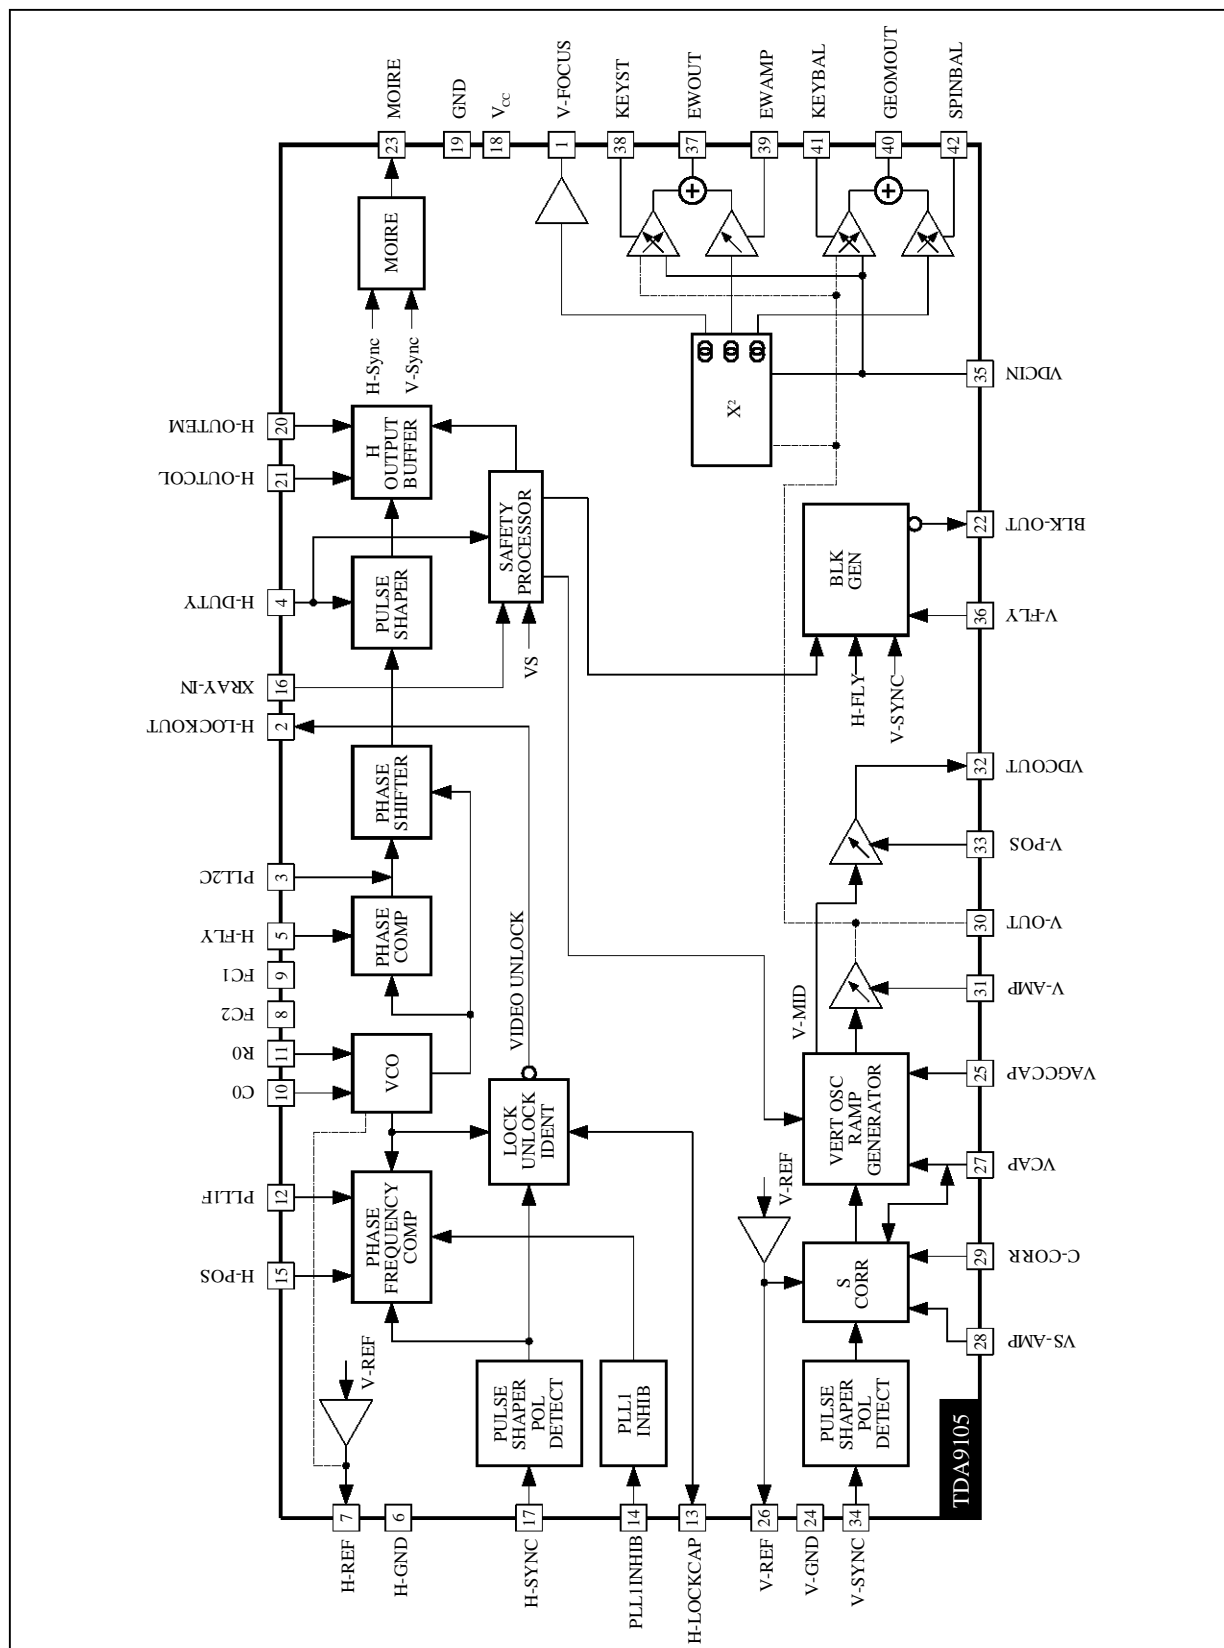 H-POS
PLL1F
C0
R0
FC2
FC1
H-FLY
PLL2C
H-LOCKOUT
XRAY-IN
H-DUTY
H-OUTCOL
H-OUTEM
15
12
10
11
8
9
5
3
2
16
4
21
20
H-REF
7
V-REF
H-GND
6
PHASE
FREQUENCY
COMP
VCO
PHASE
COMP
PHASE
SHIFTER
PULSE
SHAPER
H
OUTPUT
BUFFER
H-Sync
V-Sync
MOIRE
23
MOIRE
19
GND
18
VCC
H-SYNC
17
PULSE
SHAPER
POL
DETECT
LOCK
UNLOCK
IDENT
VIDEO UNLOCK
VS
SAFETY
PROCESSOR
1
V-FOCUS
PLL1INHIB
14
PLL1
INHIB
38
KEYST
H-LOCKCAP
13
37
EWOUT
X²
39
EWAMP
V-REF
26
V-REF
V-GND
24
V-MID
41
KEYBAL
V-SYNC
34
PULSE
SHAPER
POL
DETECT
S
CORR
VERT OSC
RAMP
GENERATOR
H-FLY
V-SYNC
BLK
GEN
40
GEOMOUT
42
SPINBAL
TDA9105
28
29
27
25
31
30
33
32
36
22
35
VS-AMP
C-CORR
VCAP
VAGCCAP
V-AMP
V-OUT
V-POS
VDCOUT
V-FLY
BLK-OUT
VDCIN